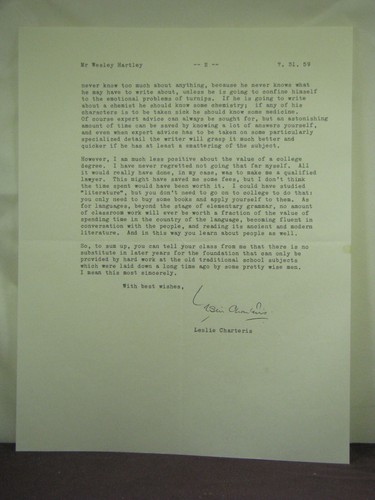 Mr Wesley Hartley -- 2 -- 7. 31. 59
never know too much about anything, because he never knows what
he may have to write about, unless he is going to confine himself
to the emotional problems of turnips. If he is going to write
about a chemist he should know some chemistry; if any of his
characters is to be taken sick he should know some medicine.
Of course expert advice can always be sought for, but an astonishing
amount of time can be saved by knowing a lot of answers yourself,
and even when expert advice has to be taken on some particularly
specialized detail the writer will grasp it much better and
quicker if he has at least a smattering of the subject.
However, I am much less positive about the value of a college
degree. I have never regretted not going that far myself. All
it would really have done, in my case, was to make me a qualified
lawyer. This might have saved me some fees, but I don't think
the time spent would have been worth it. I could have studied
"literature", but you don't need to go on to college to do that:
you only need to buy some books and apply yourself to them. As
for languages, beyond the stage of elementary grammar, no amount
of classroom work will ever be worth a fraction of the value of
spending time in the country of the language, becoming fluent in
conversation with the people, and reading its ancient and modern
literature. And in this way you learn about people as well.
So, to sum up, you can tell your class from me that there is no
substitute in later years for the foundation that can only be
provided by hard work at the old traditional school subjects
which were laid down a long time ago by some pretty wise men.
I mean this most sincerely.
With best wishes,
Leslie Charteris
Leslie Charteris